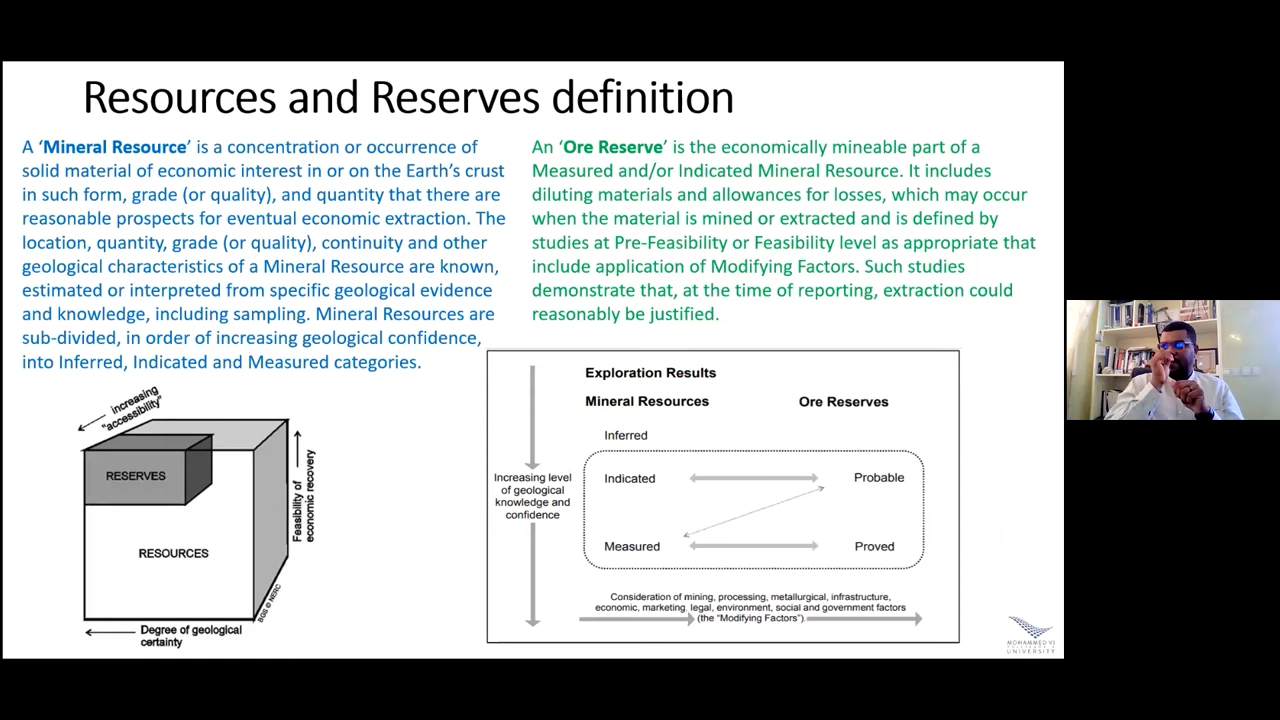 Resources and Reserves definition
A ‘Mineral Resource’ is a concentration or occurrence of
solid material of economic interest in or on the Earth’s crust
in such form, grade (or quality), and quantity that there are
reasonable prospects for eventual economic extraction. The
location, quantity, grade (or quality), continuity and other
geological characteristics of a Mineral Resource are known,
estimated or interpreted from specific geological evidence
and knowledge, including sampling. Mineral Resources are
sub-divided, in order of increasing geological confidence,
into Inferred, Indicated and Measured categories.
An ‘Ore Reserve’ is the economically mineable part of a
Measured and/or Indicated Mineral Resource. It includes
diluting materials and allowances for losses, which may occur
when the material is mined or extracted and is defined by
studies at Pre-Feasibility or Feasibility level as appropriate that
include application of Modifying Factors. Such studies
demonstrate that, at the time of reporting, extraction could
reasonably be justified.
increasing
"accessibility"
RESERVES
RESOURCES
Feasibility of
economic recovery
BGS © NERC
Degree of geological
certainty
Exploration Results
Mineral Resources
Ore Reserves
Inferred
Increasing level
of geological
knowledge and
confidence
Indicated
Probable
Measured
Proved
Consideration of mining, processing, metallurgical, infrastructure,
economic, marketing, legal, environment, social and government factors
(the “Modifying Factors”).
MOHAMMED VI
POLYTECHNIC
UNIVERSITY